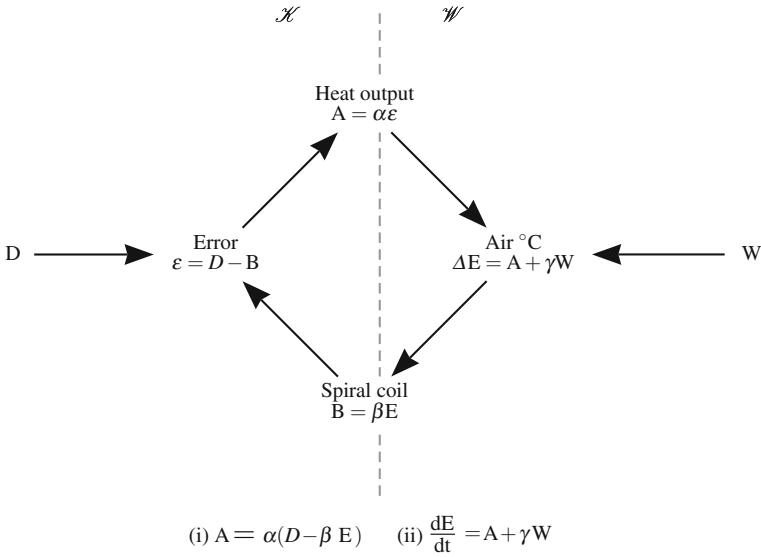 𝒦 𝒲
Heat output
A = αε
D
Error
ε = D − B
Air °C
ΔE = A + γW
W
Spiral coil
B = βE
(i) A = α(D − β E) (ii) dE/dt = A + γW